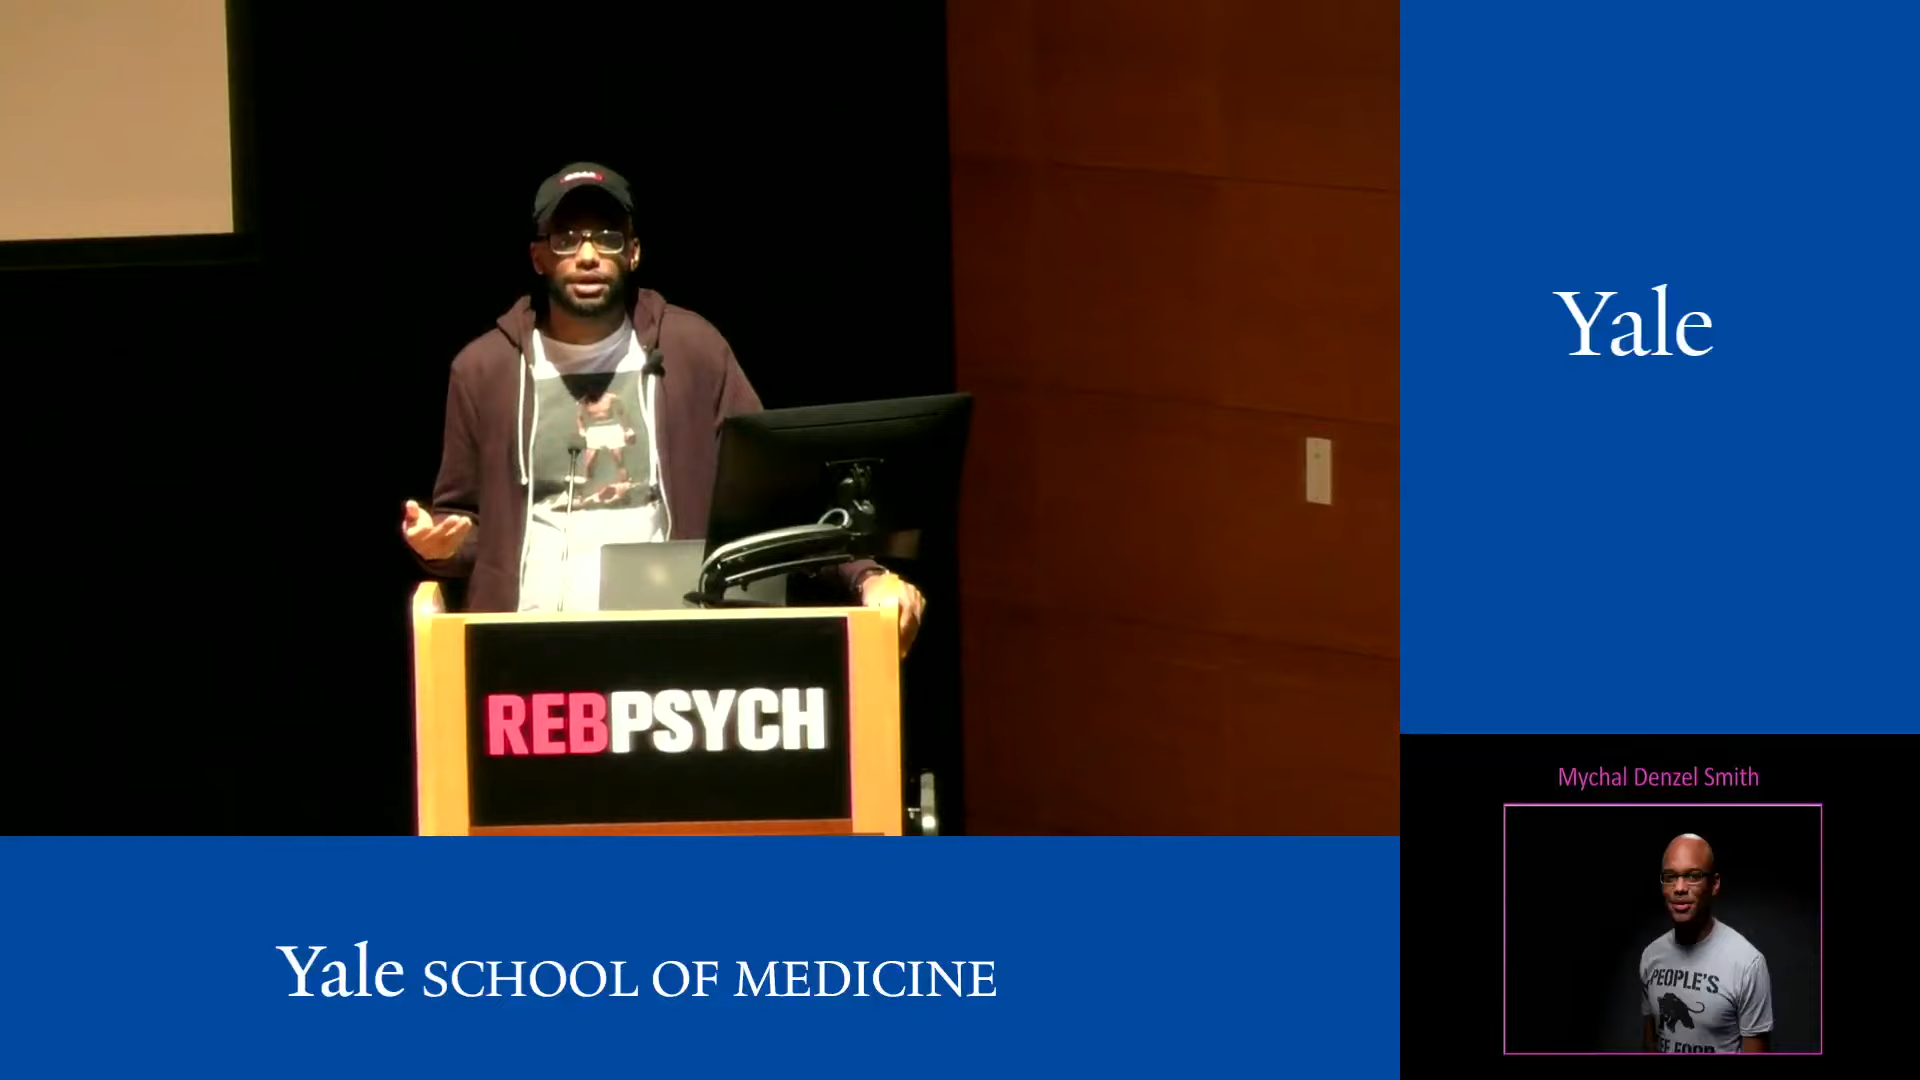 REBPSYCH
Yale
Mychal Denzel Smith
PEOPLE'S
Yale SCHOOL OF MEDICINE